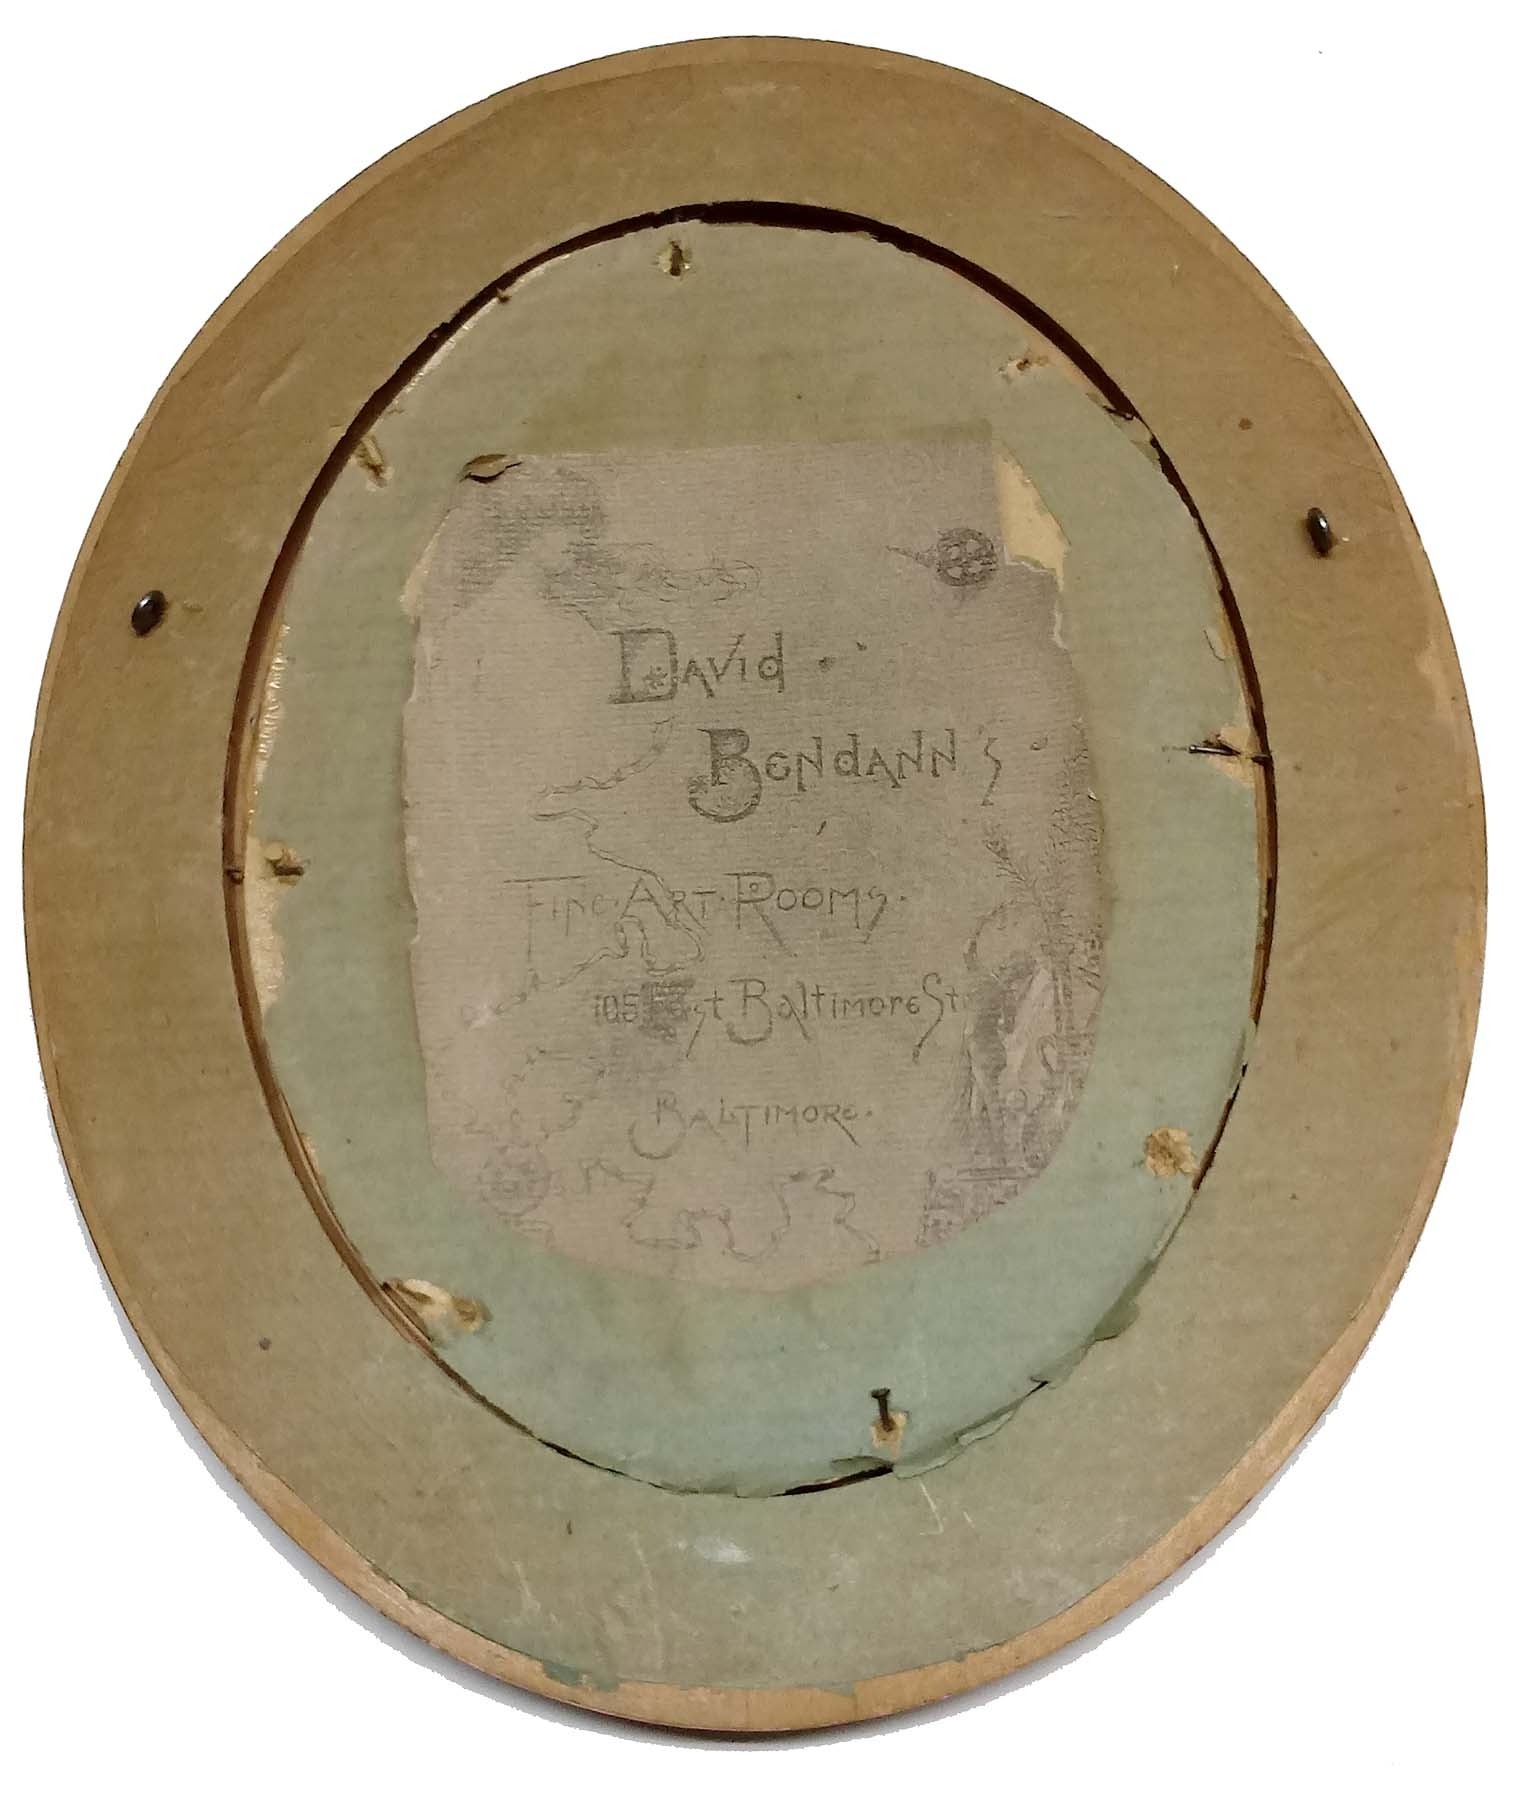 David
Bendann's
Fine · Art · Rooms.
105 East Baltimore St
Baltimore.